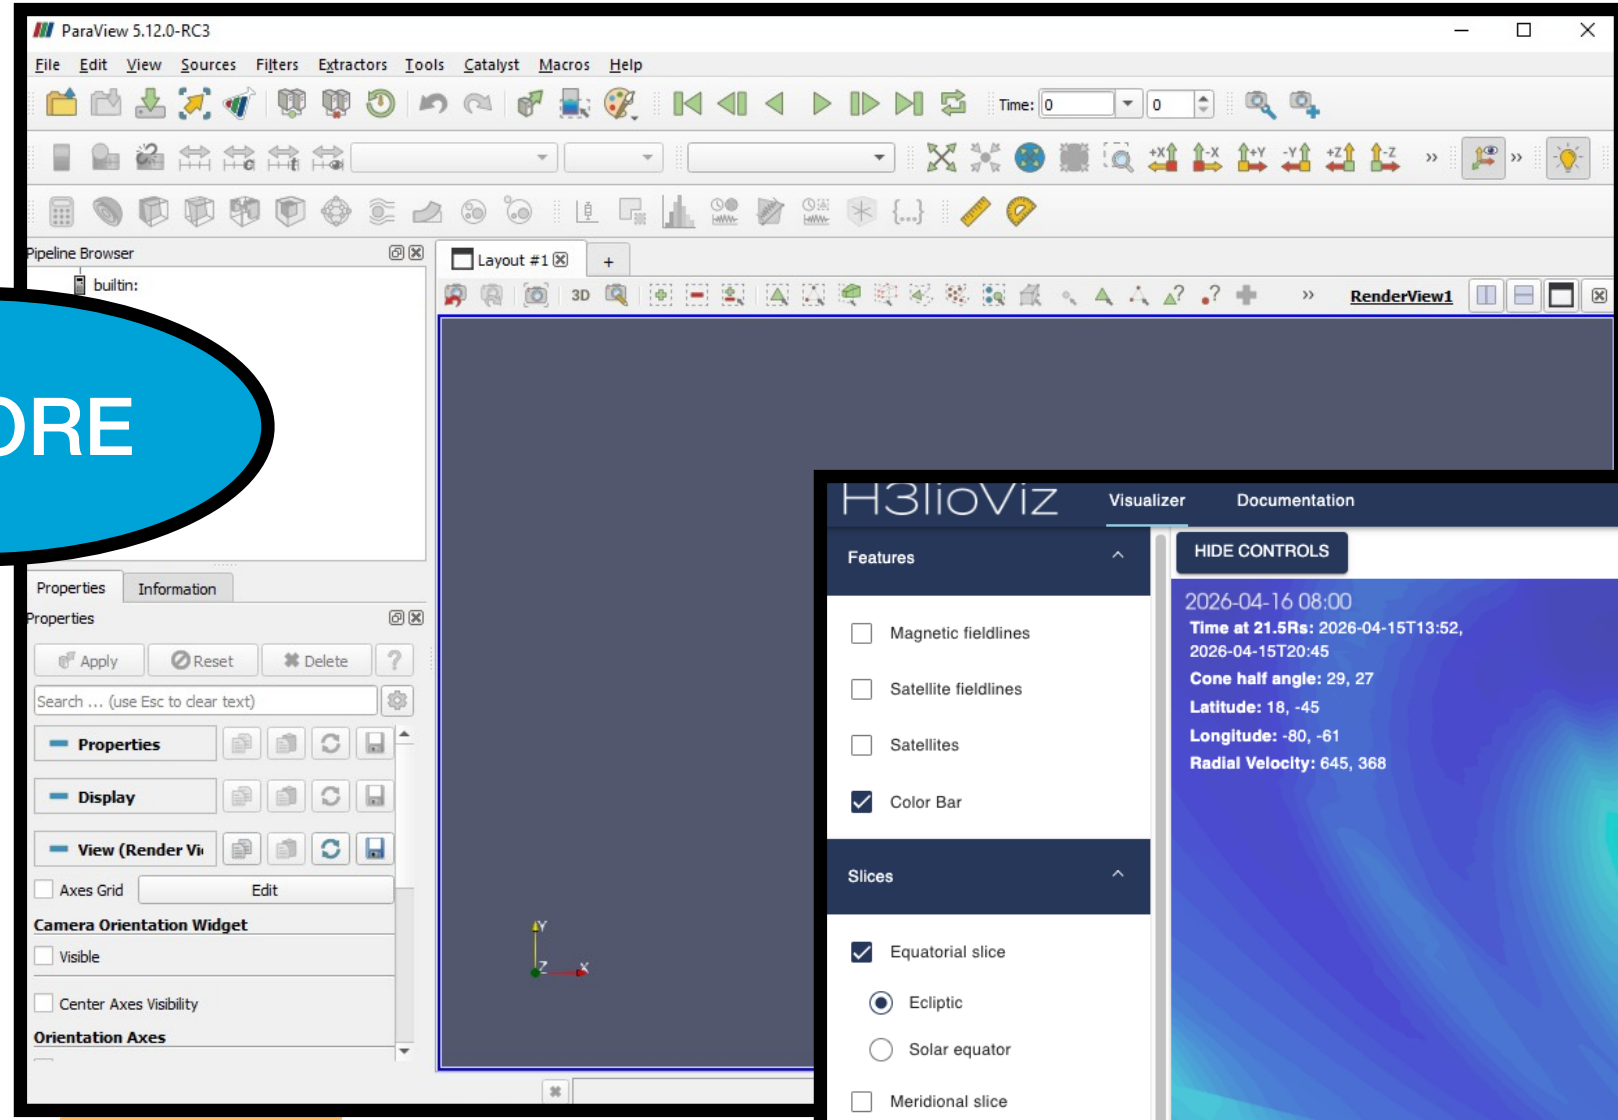 ParaView 5.12.0-RC3
File Edit View Sources Filters Extractors Tools Catalyst Macros Help
Time: 0 0
+X -X +Y -Y +Z -Z
Pipeline Browser
builtin:
Layout #1
+
3D
RenderView1
ORE
Properties Information
Properties
Apply Reset Delete ?
Search ... (use Esc to clear text)
Properties
Display
View (Render Vi
Axes Grid Edit
Camera Orientation Widget
Visible
Center Axes Visibility
Orientation Axes
Y
Z X
H3lioViz Visualizer Documentation
Features
Magnetic fieldlines
Satellite fieldlines
Satellites
Color Bar
Slices
Equatorial slice
Ecliptic
Solar equator
Meridional slice
HIDE CONTROLS
2026-04-16 08:00
Time at 21.5Rs: 2026-04-15T13:52,
2026-04-15T20:45
Cone half angle: 29, 27
Latitude: 18, -45
Longitude: -80, -61
Radial Velocity: 645, 368